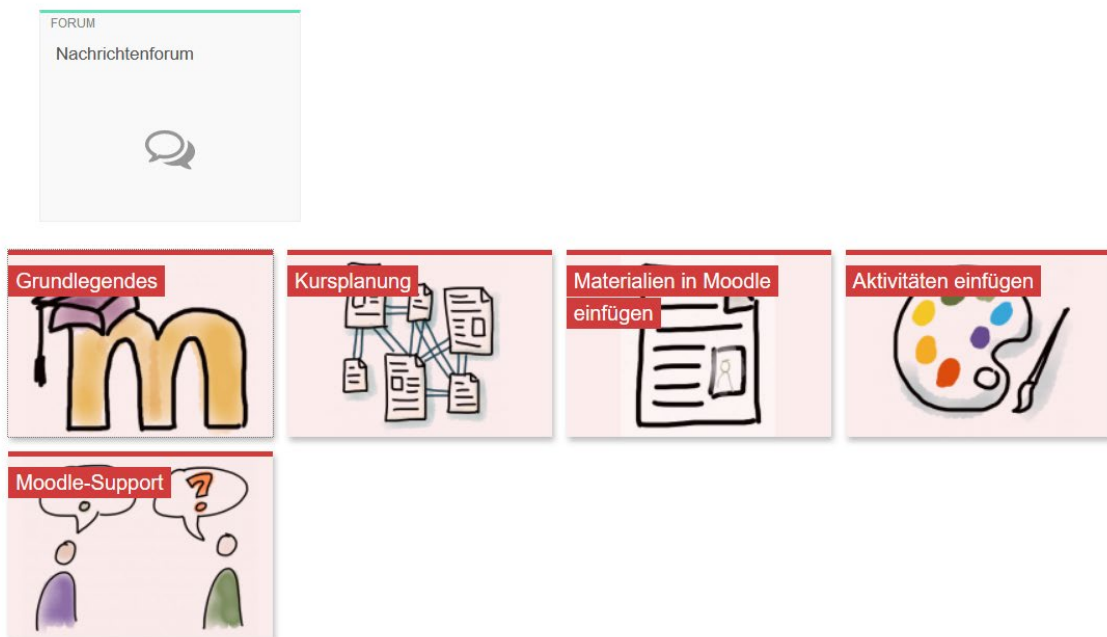 FORUM
Nachrichtenforum
Grundlegendes
Kursplanung
Materialien in Moodle
einfügen
Aktivitäten einfügen
Moodle-Support